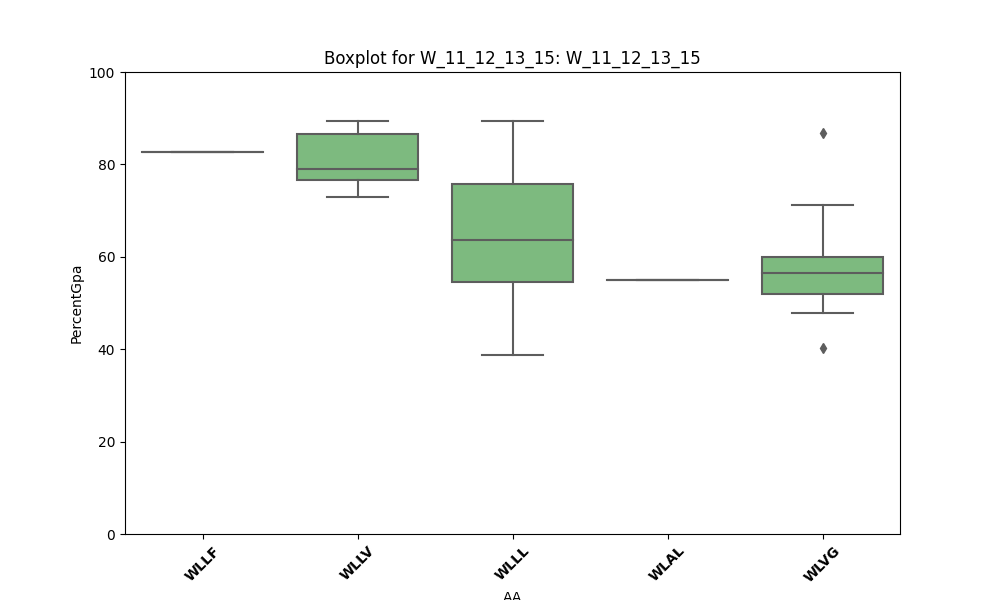 Boxplot for W_11_12_13_15: W_11_12_13_15
100
80
60
40
20
0
PercentGpa
WLLF
WLLV
WLLL
WLAL
WLVG
AA